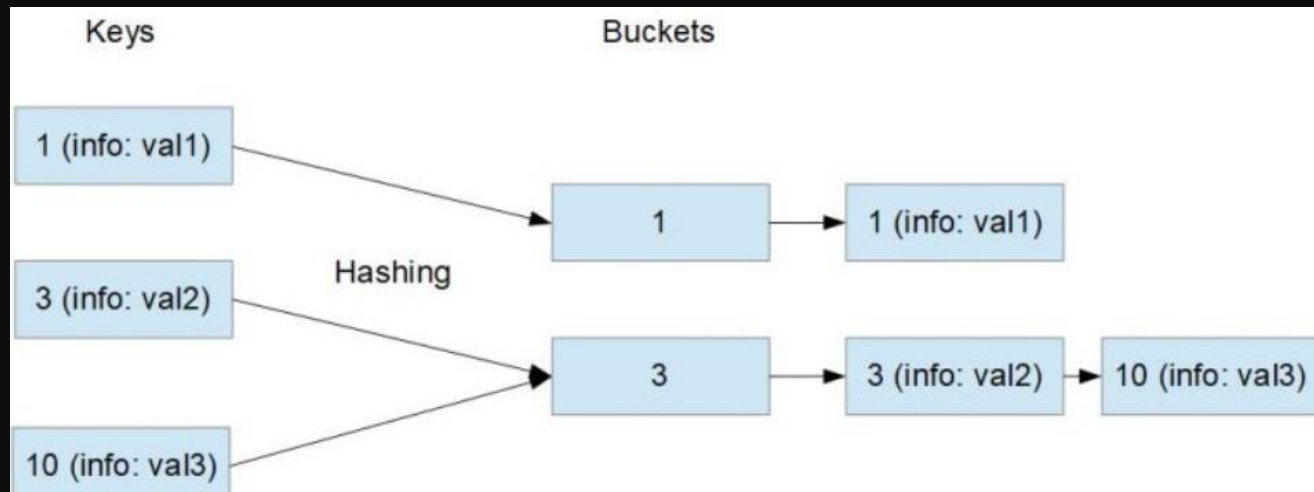 Keys
Buckets
1 (info: val1)
1
1 (info: val1)
Hashing
3 (info: val2)
3
3 (info: val2)
10 (info: val3)
10 (info: val3)